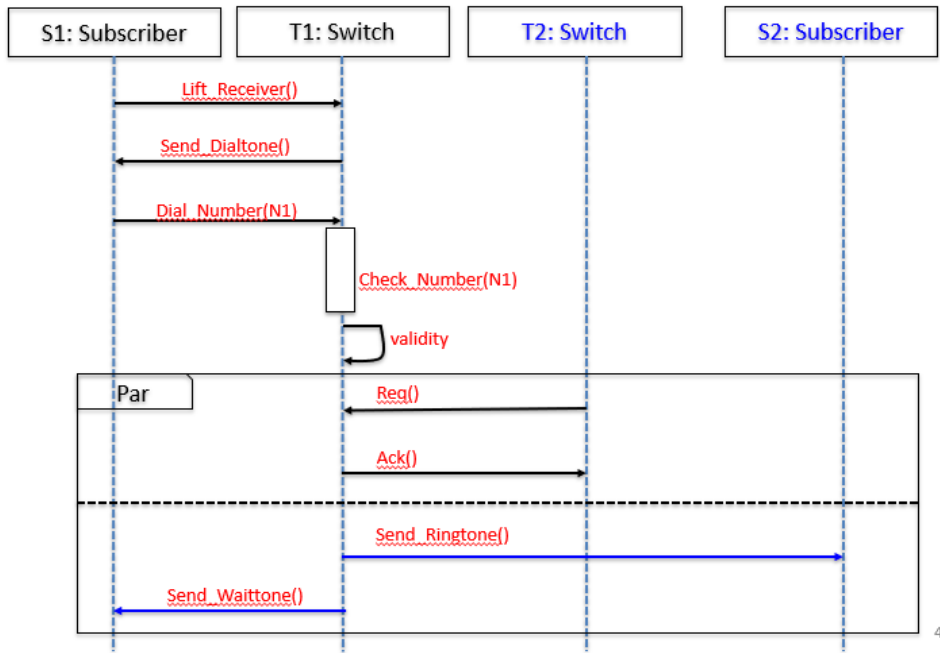 S1: Subscriber
T1: Switch
T2: Switch
S2: Subscriber
Lift_Receiver()
Send_Dialtone()
Dial_Number(N1)
Check_Number(N1)
validity
Par
Req()
Ack()
Send_Ringtone()
Send_Waittone()
4